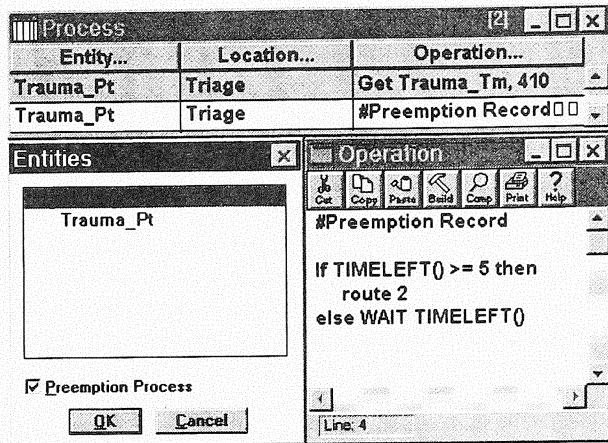 Process [2]
Entity... Location... Operation...
Trauma_Pt Triage Get Trauma_Tm, 410
Trauma_Pt Triage #Preemption Record
Entities
Trauma_Pt
Preemption Process
OK Cancel
Operation
Cut Copy Paste Build Comp Print Help
#Preemption Record
If TIMELEFT() >= 5 then
route 2
else WAIT TIMELEFT()
Line: 4